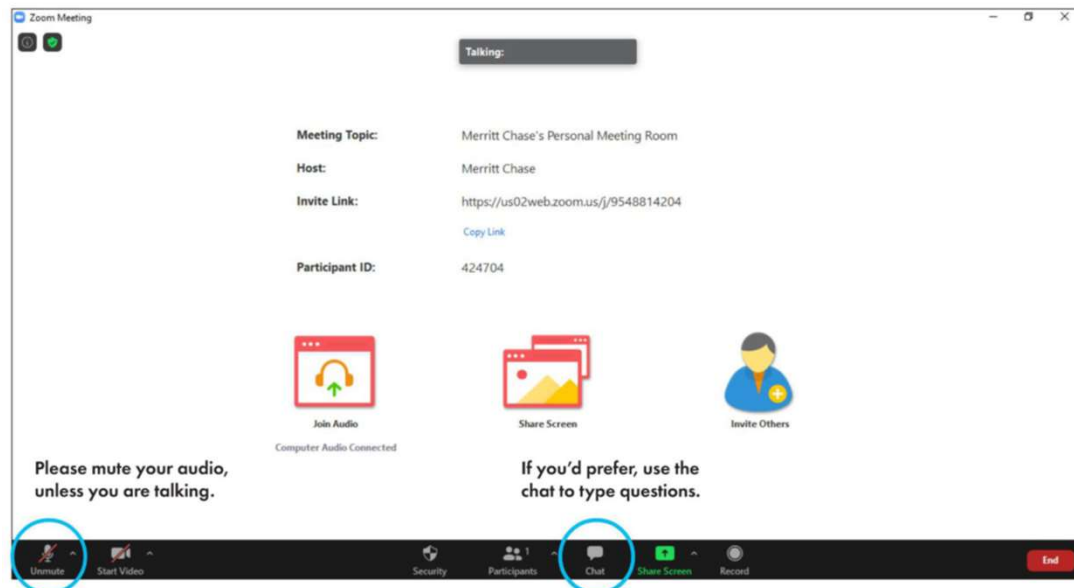 Zoom Meeting
Talking:
Meeting Topic: Merritt Chase's Personal Meeting Room
Host: Merritt Chase
Invite Link: https://us02web.zoom.us/j/9548814204
Copy Link
Participant ID: 424704
Join Audio Share Screen Invite Others
Computer Audio Connected
Please mute your audio,
unless you are talking.
If you'd prefer, use the
chat to type questions.
1
Unmute Start Video Security Participants Chat Share Screen Record End